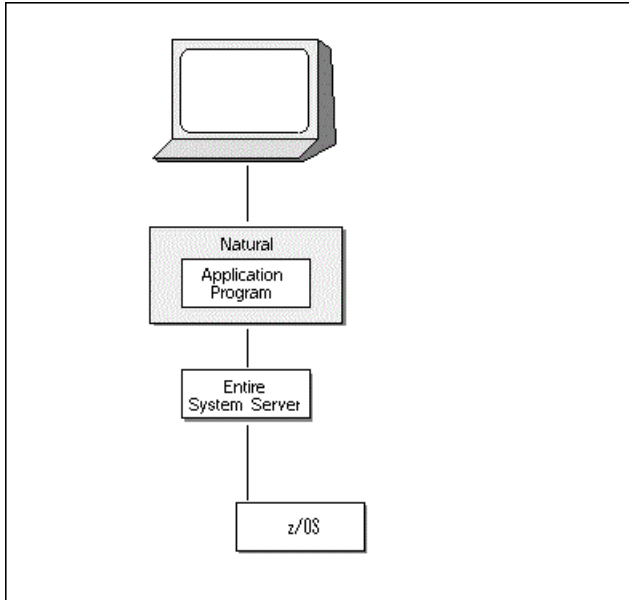 Natural
Application
Program
Entire
System Server
z/OS